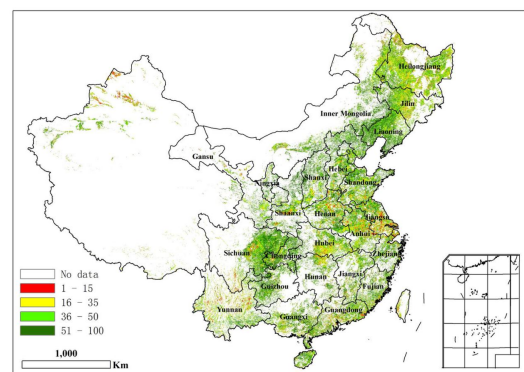 Heilongjiang
Jilin
Inner Mongolia
Liaoning
Gansu
Hebei
Ningxia
Shanxi
Shandong
Shaanxi
Henan
Jiangsu
Anhui
Sichuan
Chongqing
Hubei
Zhejiang
Hunan
Jiangxi
Guizhou
Fujian
Yunnan
Guangxi
Guangdong
No data
1 - 15
16 - 35
36 - 50
51 - 100
1,000
Km